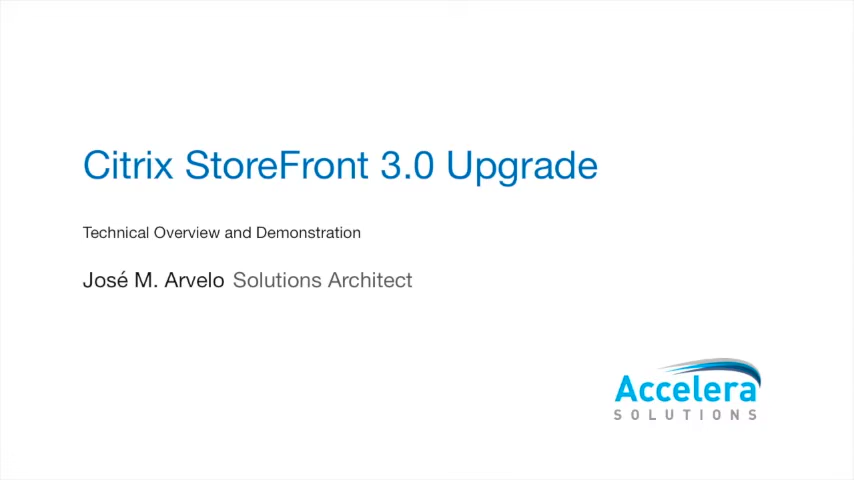 Citrix StoreFront 3.0 Upgrade
Technical Overview and Demonstration
José M. Arvelo Solutions Architect
Accelera
SOLUTIONS